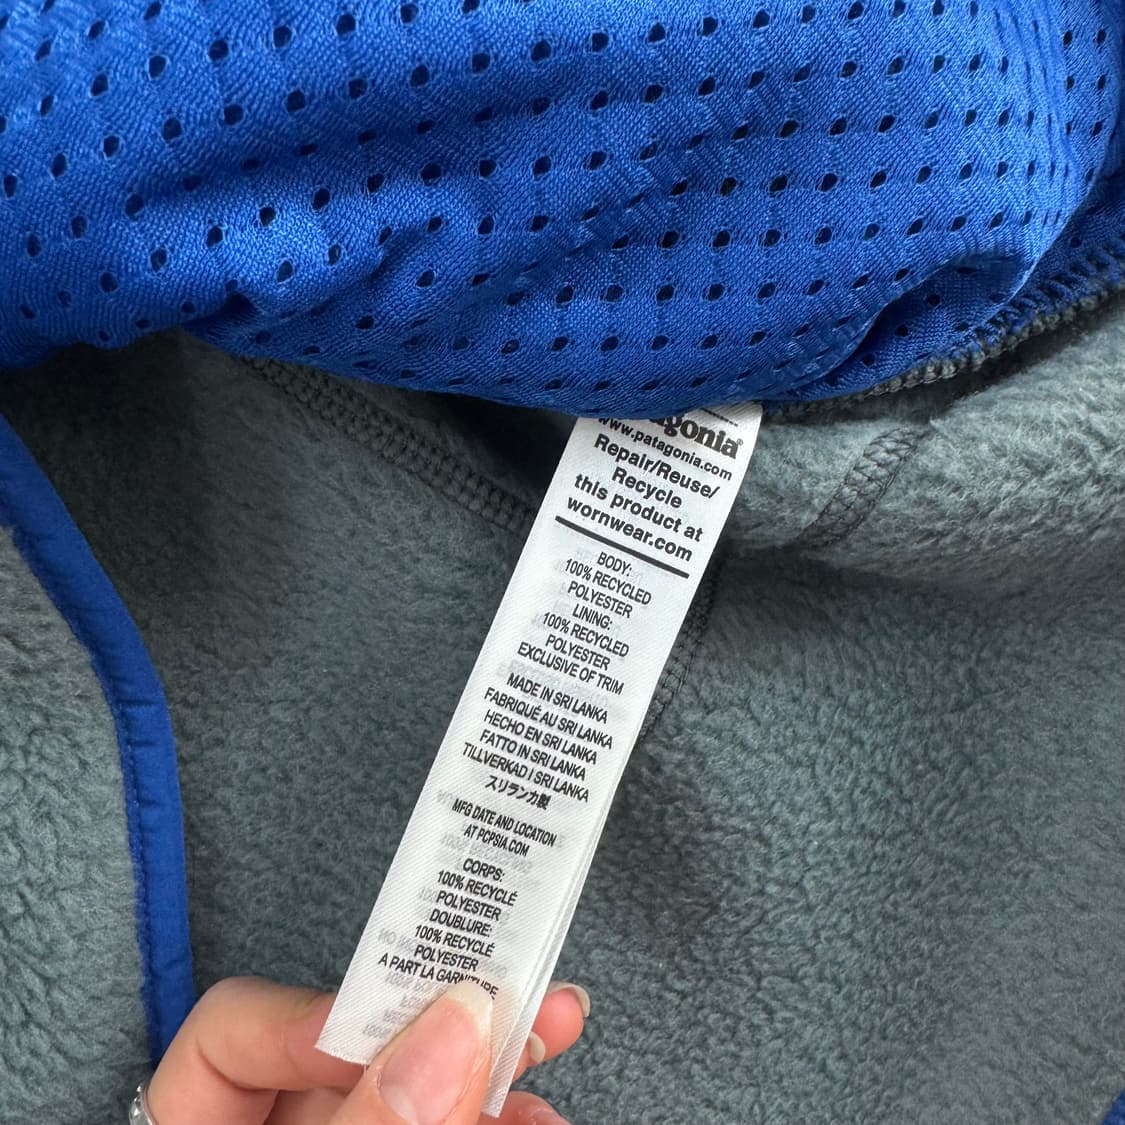 gonia®
www.patagonia.com
Repair/Reuse/
Recycle
this product at
wornwear.com
BODY:
100% RECYCLED
POLYESTER
LINING:
100% RECYCLED
POLYESTER
EXCLUSIVE OF TRIM
MADE IN SRI LANKA
FABRIQUÉ AU SRI LANKA
HECHO EN SRI LANKA
FATTO IN SRI LANKA
TILLVERKAD I SRI LANKA
スリランカ製
MFG DATE AND LOCATION
AT PCPSIA.COM
CORPS:
100% RECYCLÉ
POLYESTER
DOUBLURE:
100% RECYCLÉ
POLYESTER
A PART LA GARNITURE